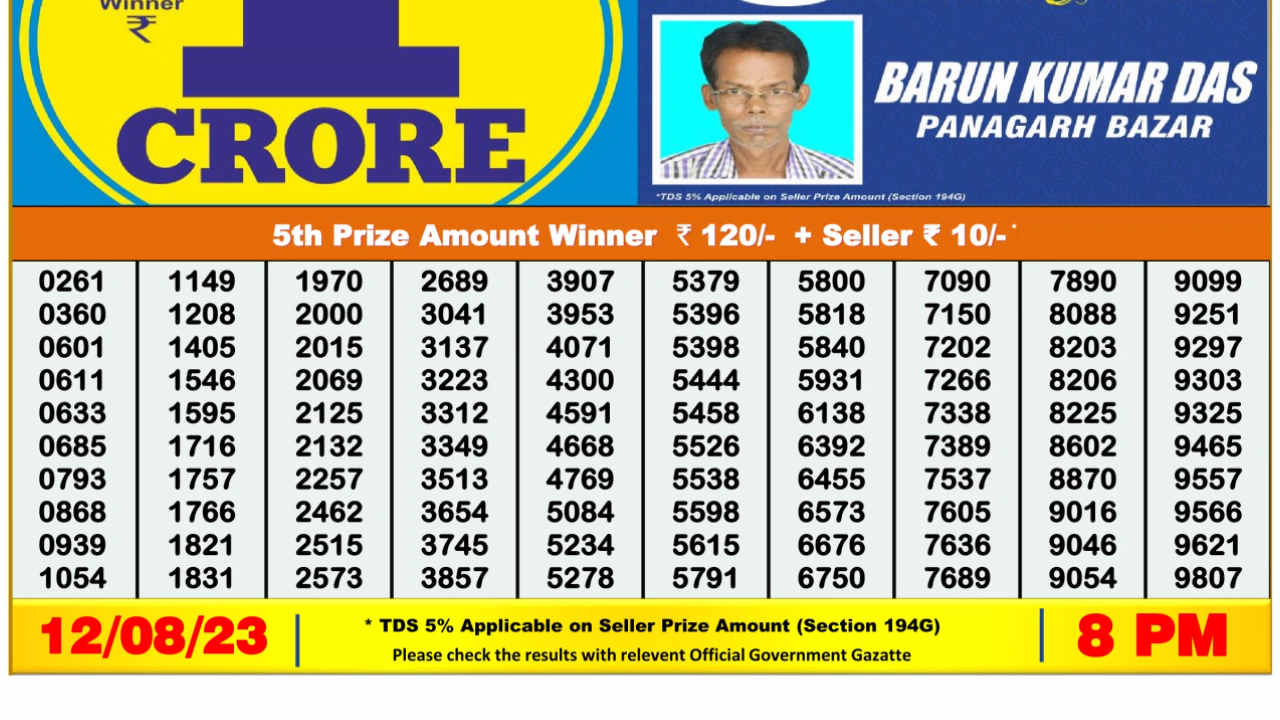 Winner
₹
1
CRORE
BARUN KUMAR DAS
PANAGARH BAZAR
*TDS 5% Applicable on Seller Prize Amount (Section 194G)
5th Prize Amount Winner ₹ 120/- + Seller ₹ 10/-*
0261 1149 1970 2689 3907 5379 5800 7090 7890 9099
0360 1208 2000 3041 3953 5396 5818 7150 8088 9251
0601 1405 2015 3137 4071 5398 5840 7202 8203 9297
0611 1546 2069 3223 4300 5444 5931 7266 8206 9303
0633 1595 2125 3312 4591 5458 6138 7338 8225 9325
0685 1716 2132 3349 4668 5526 6392 7389 8602 9465
0793 1757 2257 3513 4769 5538 6455 7537 8870 9557
0868 1766 2462 3654 5084 5598 6573 7605 9016 9566
0939 1821 2515 3745 5234 5615 6676 7636 9046 9621
1054 1831 2573 3857 5278 5791 6750 7689 9054 9807
12/08/23
* TDS 5% Applicable on Seller Prize Amount (Section 194G)
Please check the results with relevent Official Government Gazatte
8 PM